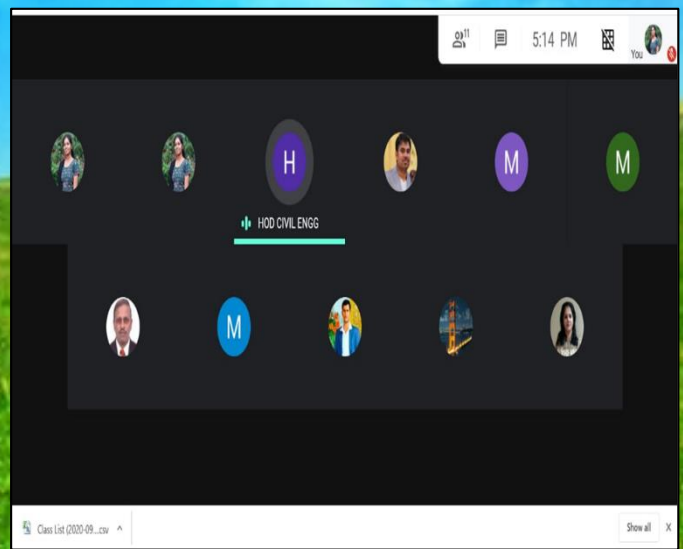 11 5:14 PM You
H M M
HOD CIVIL ENGG
M
Class List (2020-09....csv Show all X